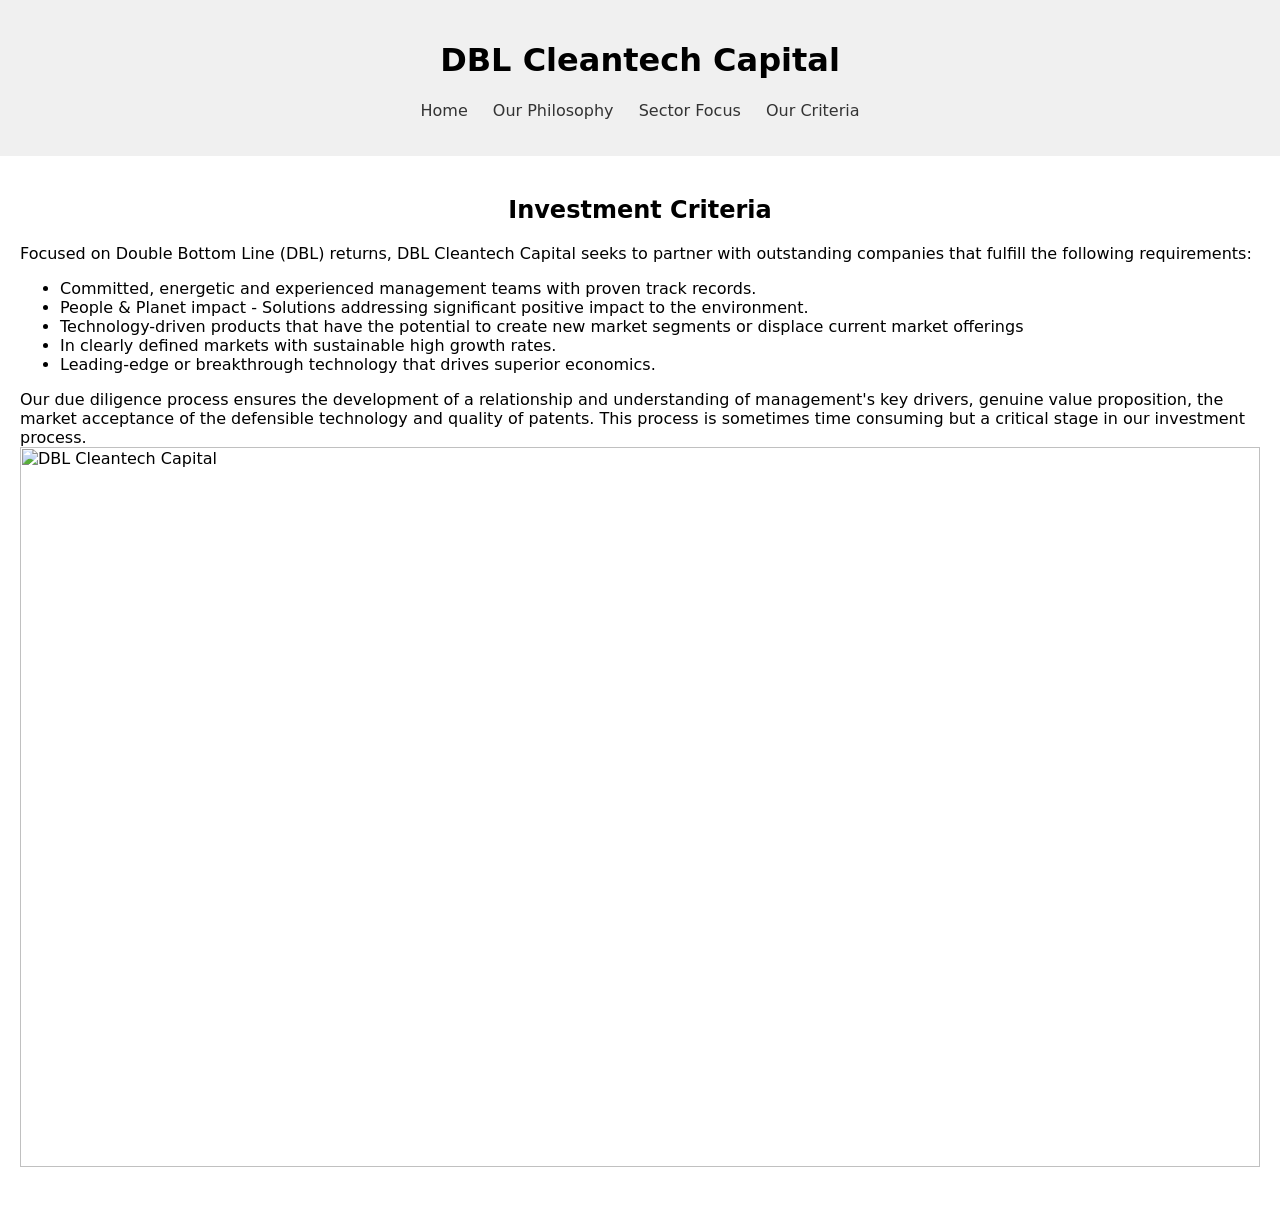 DBL Cleantech Capital
Home Our Philosophy Sector Focus Our Criteria
Investment Criteria
Focused on Double Bottom Line (DBL) returns, DBL Cleantech Capital seeks to partner with outstanding companies that fulfill the following requirements:
• Committed, energetic and experienced management teams with proven track records.
• People & Planet impact - Solutions addressing significant positive impact to the environment.
• Technology-driven products that have the potential to create new market segments or displace current market offerings
• In clearly defined markets with sustainable high growth rates.
• Leading-edge or breakthrough technology that drives superior economics.
Our due diligence process ensures the development of a relationship and understanding of management's key drivers, genuine value proposition, the
market acceptance of the defensible technology and quality of patents. This process is sometimes time consuming but a critical stage in our investment
process.
DBL Cleantech Capital